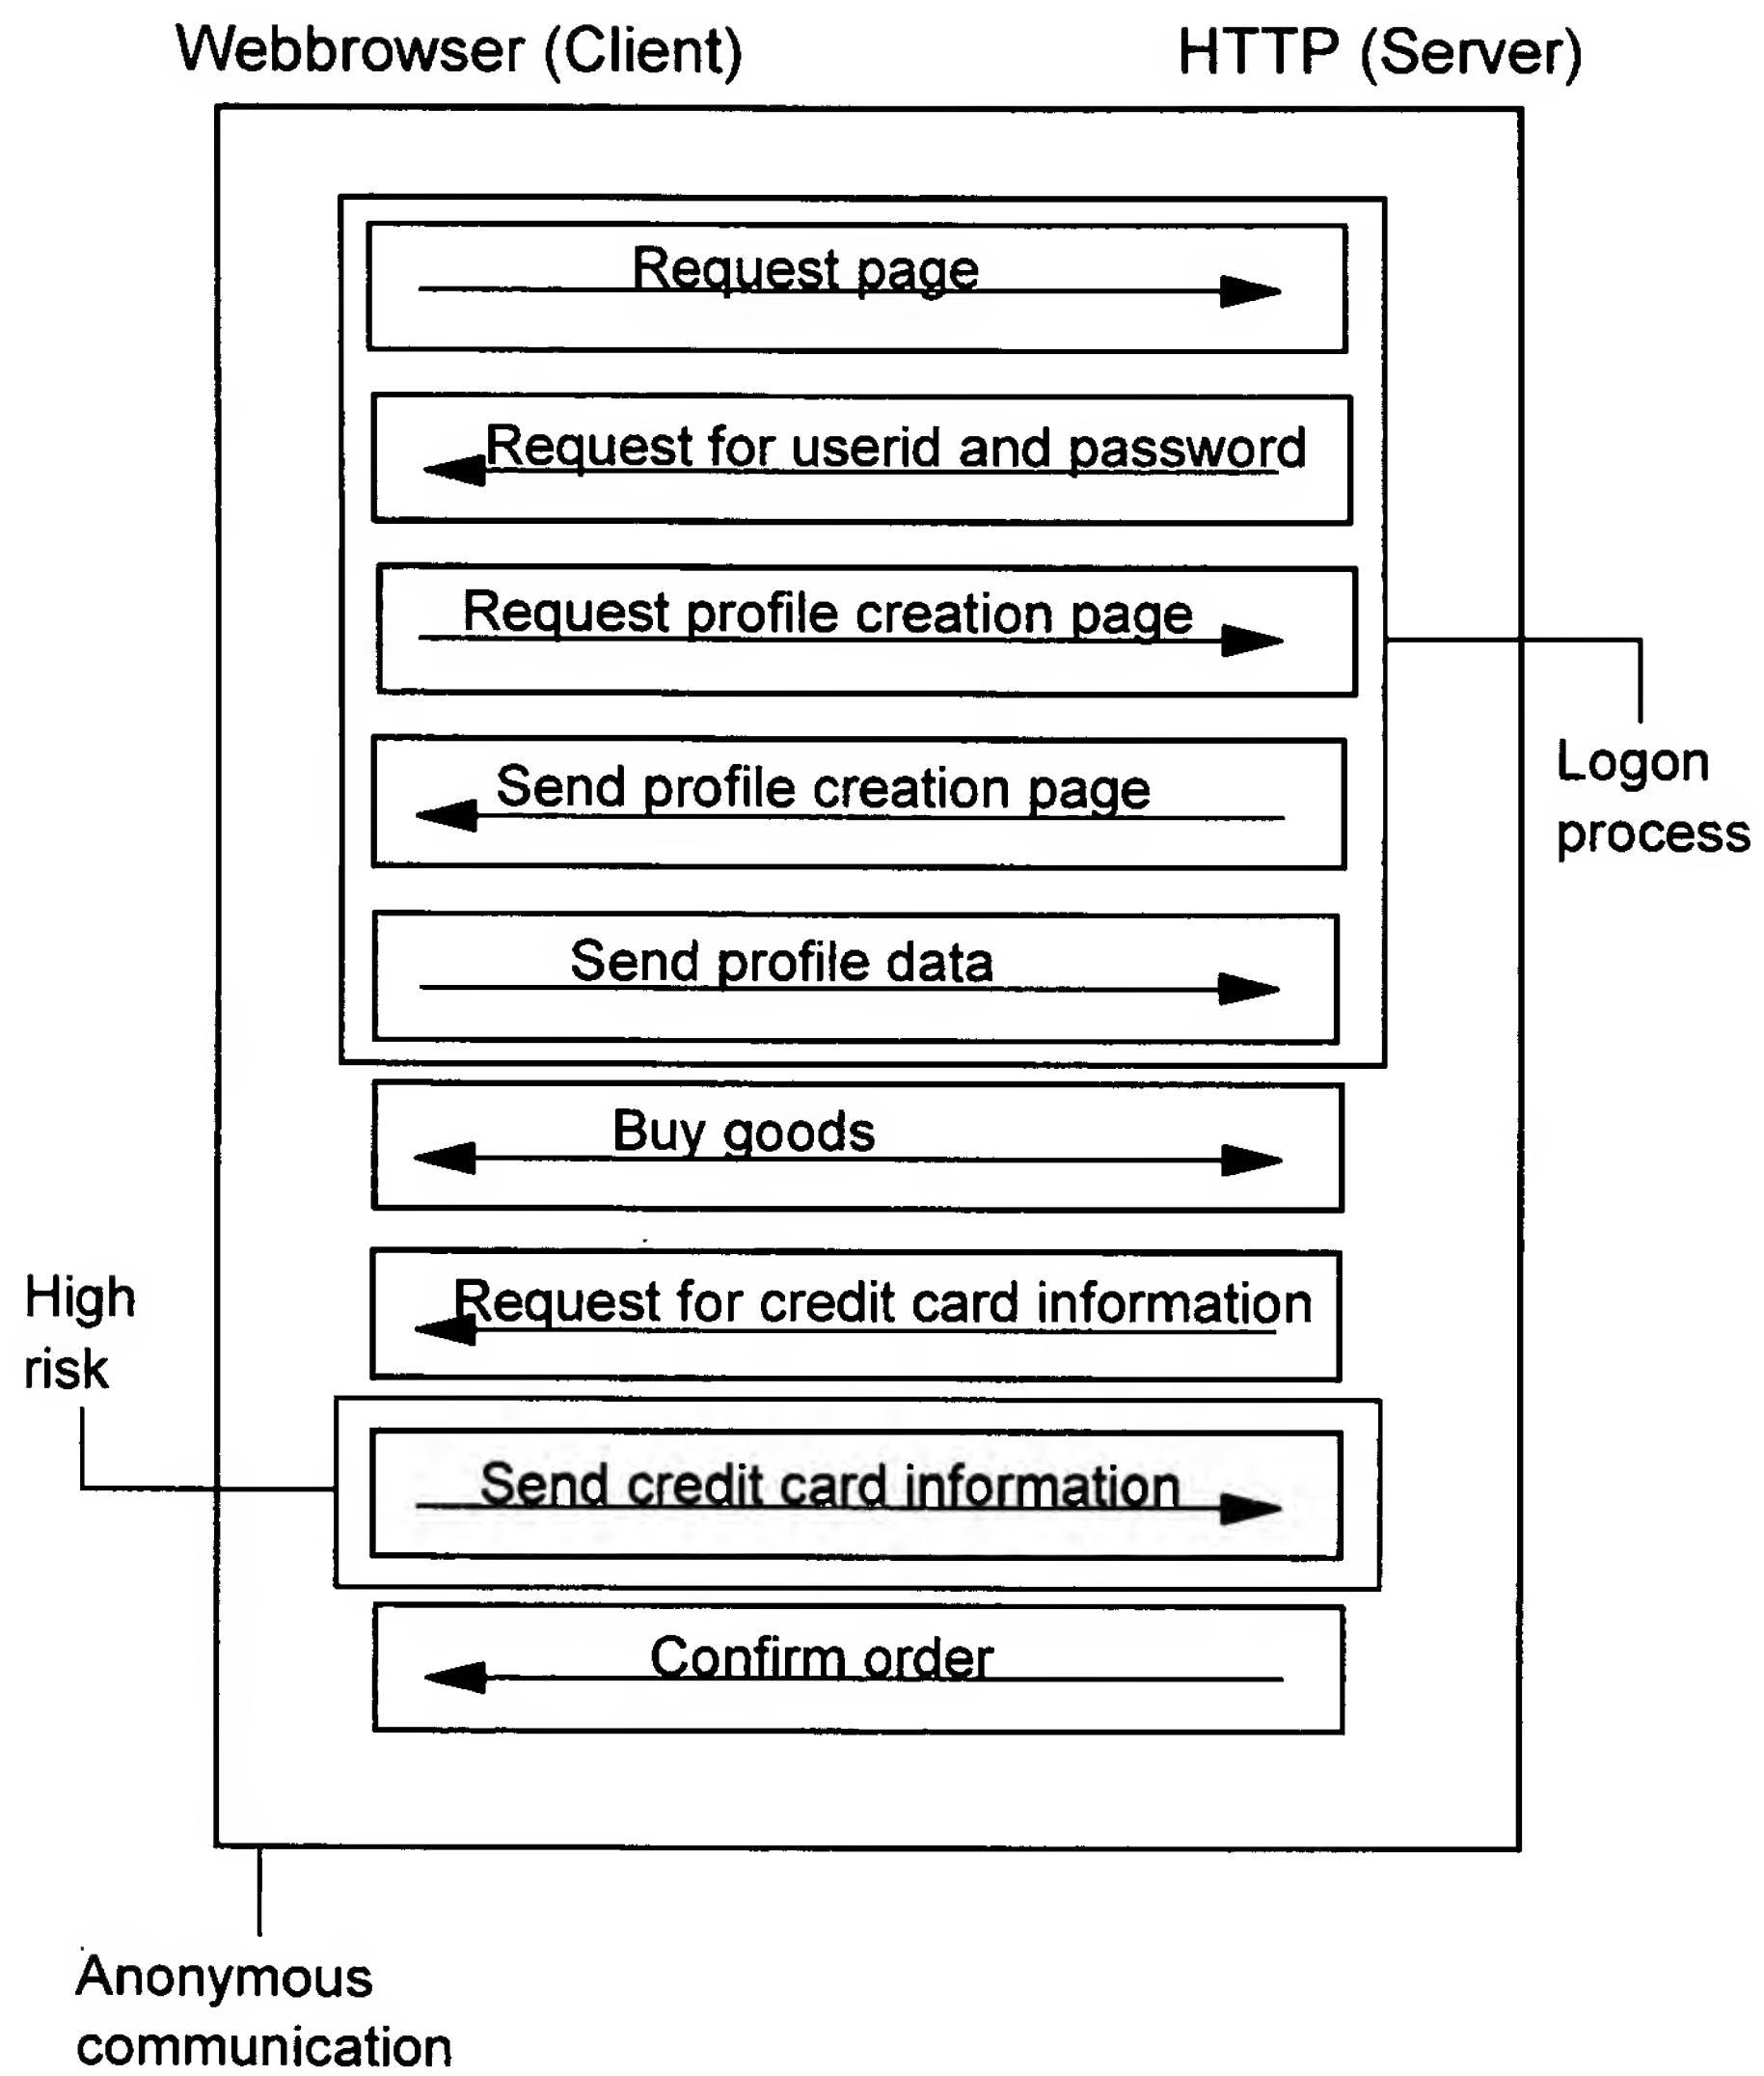 Webbrowser (Client)
HTTP (Server)
Request page
Request for userid and password
Request profile creation page
Send profile creation page
Logon
process
Send profile data
Buy goods
High
risk
Request for credit card information
Send credit card information
Confirm order
Anonymous
communication